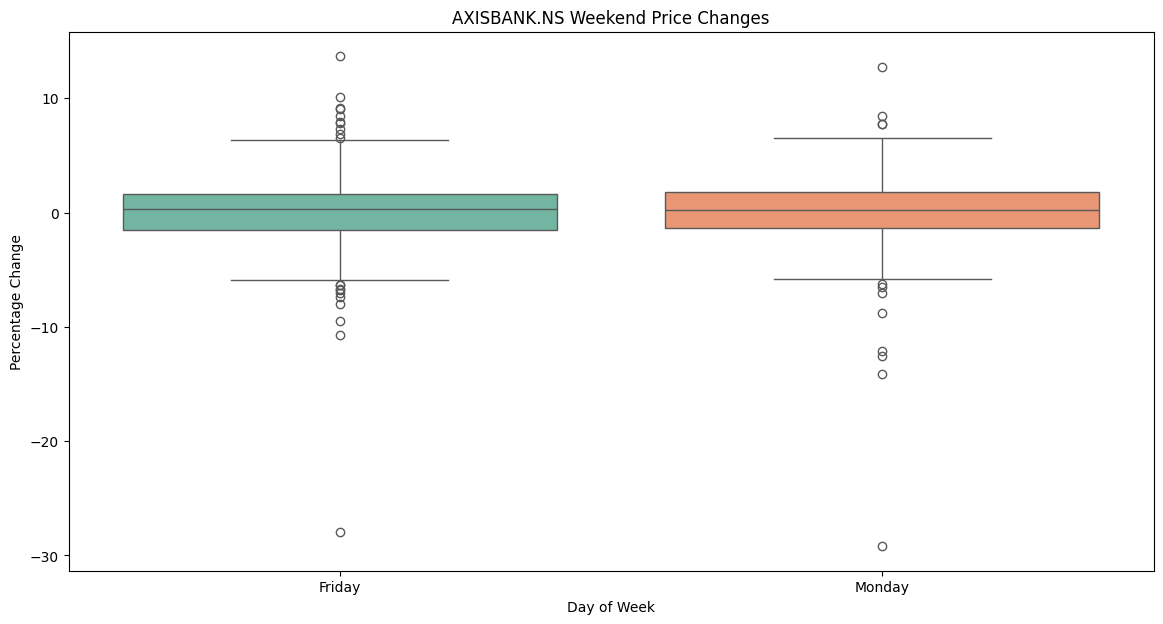 AXISBANK.NS Weekend Price Changes
10
0
−10
−20
−30
Percentage Change
Friday
Monday
Day of Week